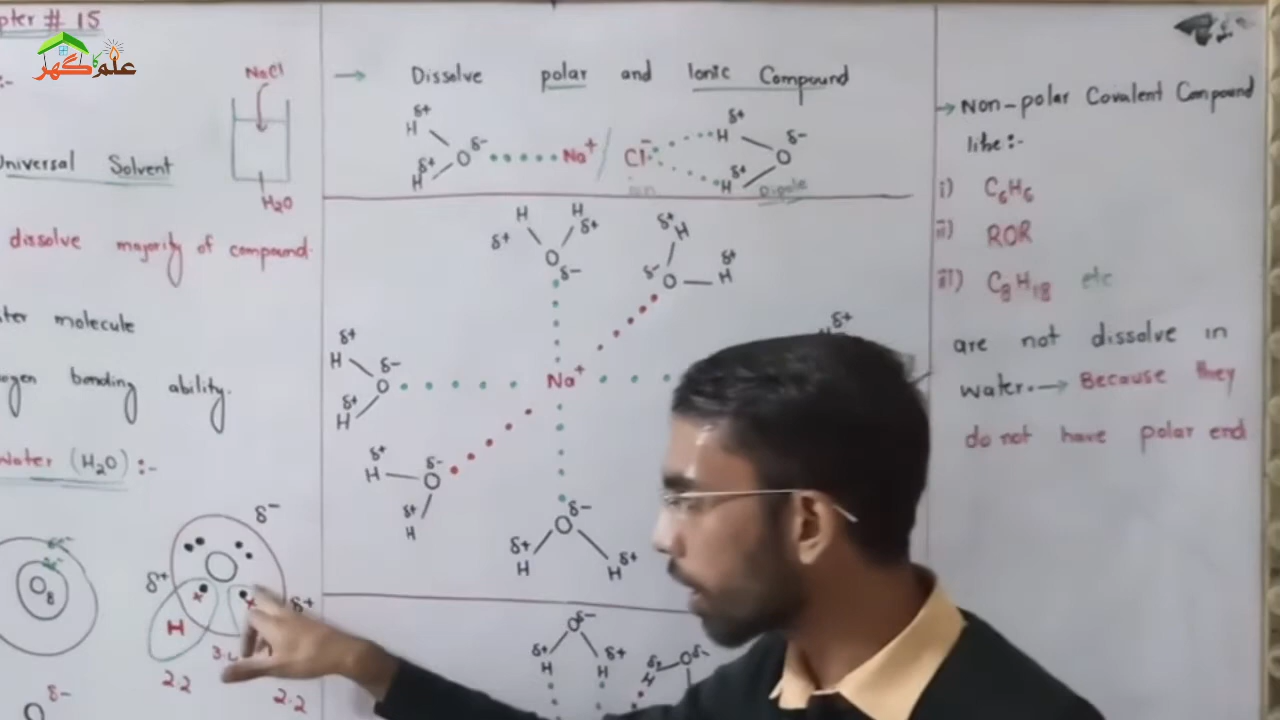 pter # 15
علم کا گھر
:-
NaCl
Universal Solvent
H₂O
dissolve majority of compound.
ter molecule
ogen bonding ability.
Water (H₂O) :-
8
δ-
δ+
δ+
x
x
H
2.2
2.2
δ-
→ Dissolve polar and Ionic Compound
δ+
H
δ+
H
O
δ-
Na⁺
/
Cl⁻
δ+
H
δ-
O
δ+
H
Dipole
H
H
δ+
δ+
O
δ-
δ+
H
δ-
O
H
δ+
δ+
δ+
H
δ-
O
δ+
H
Na⁺
δ+
H
δ-
O
δ+
H
δ-
O
δ+
H
δ+
H
O
δ-
δ+
H
δ+
H
δ-
O
→ Non-polar Covalent Compound
like:-
i) C₆H₆
ii) ROR
iii) C₈H₁₈ etc
are not dissolve in
water. → Because they
do not have polar end